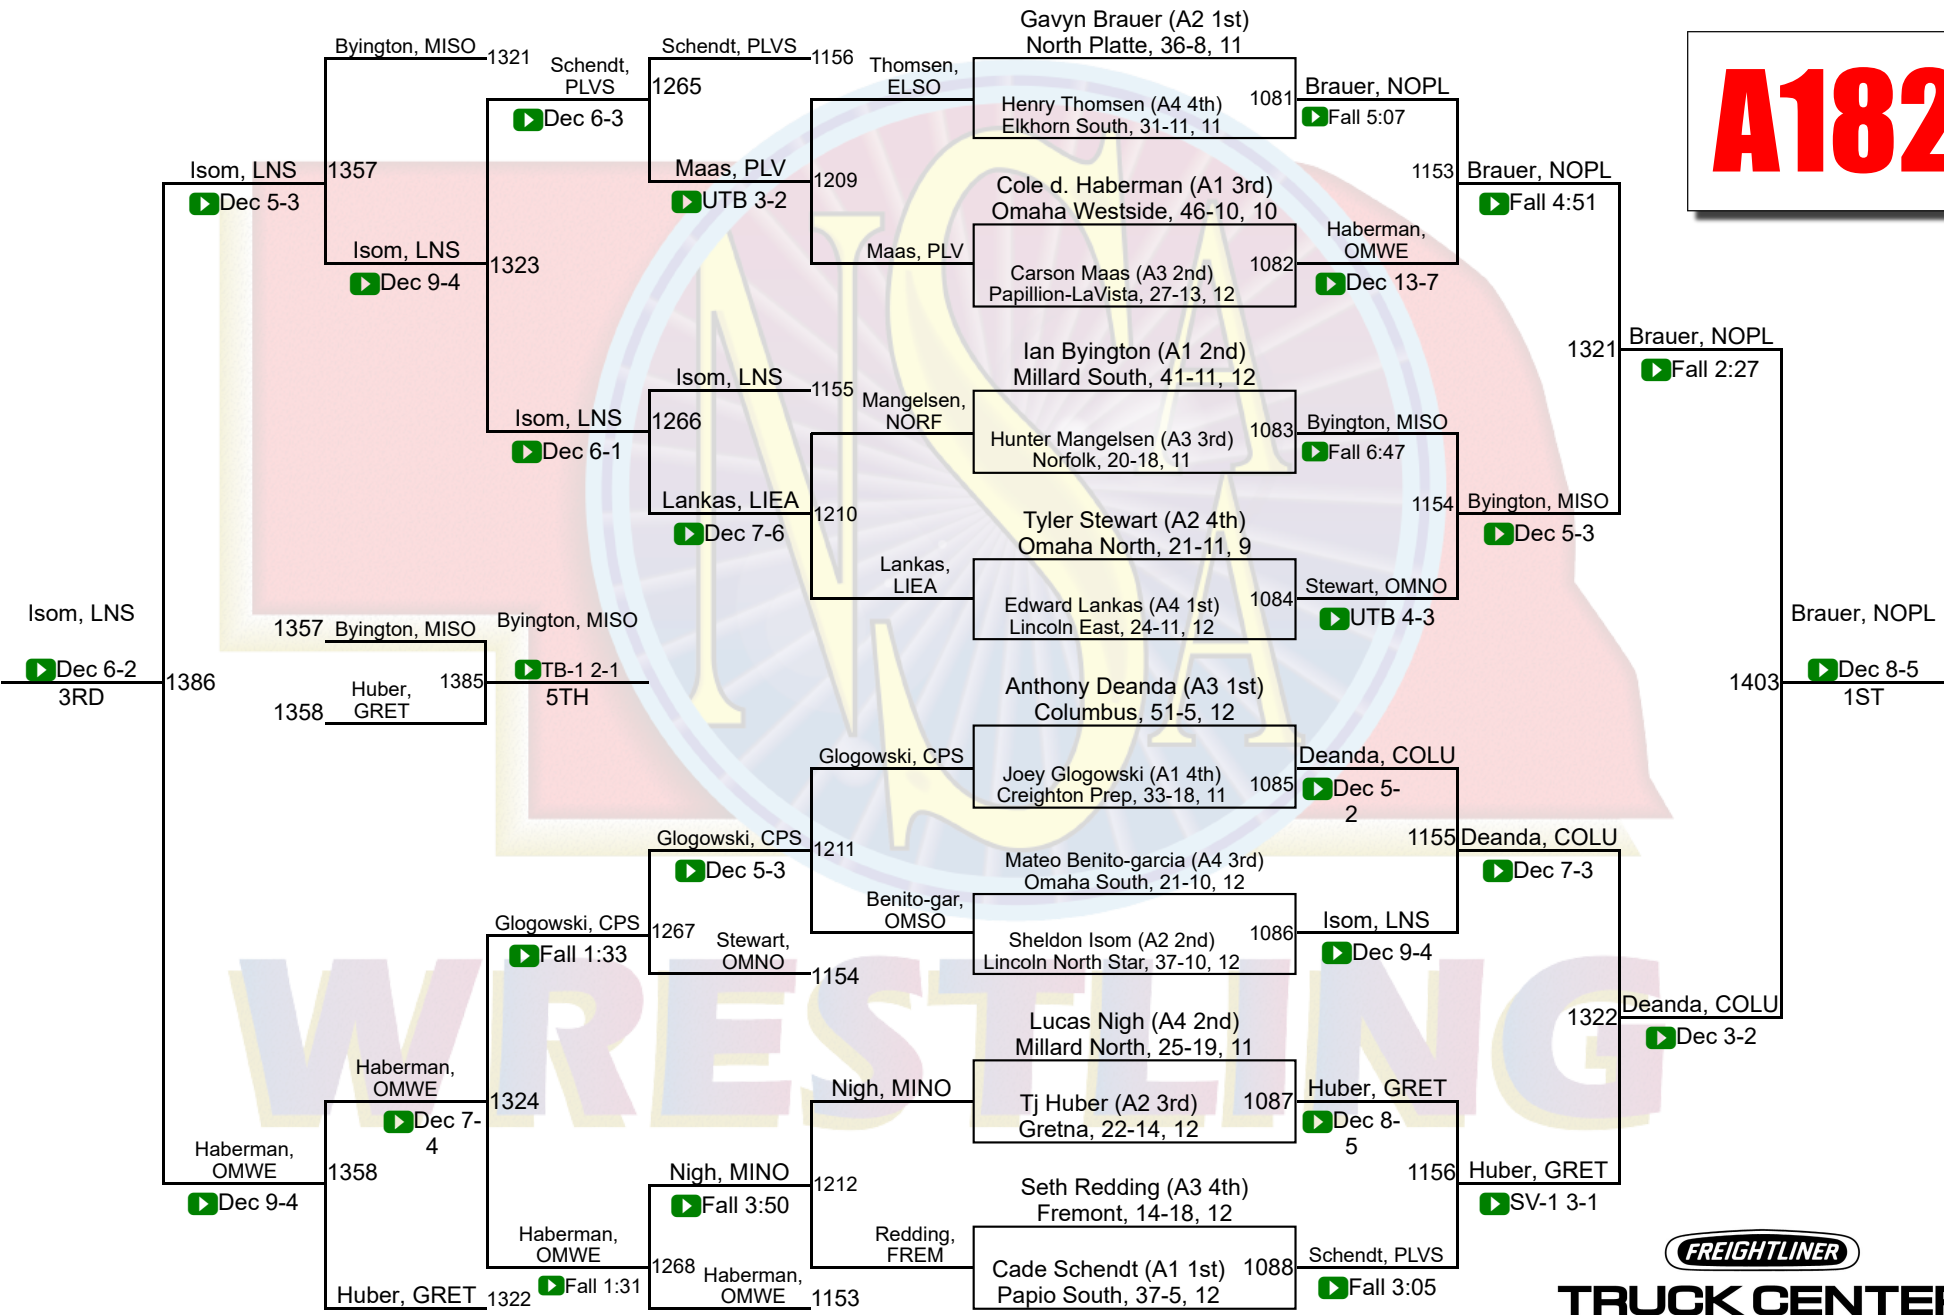 Gavyn Brauer (A2 1st)
North Platte, 36-8, 11
Henry Thomsen (A4 4th)
Elkhorn South, 31-11, 11
1081
Cole d. Haberman (A1 3rd)
Omaha Westside, 46-10, 10
Carson Maas (A3 2nd)
Papillion-LaVista, 27-13, 12
1082
Ian Byington (A1 2nd)
Millard South, 41-11, 12
Hunter Mangelsen (A3 3rd)
Norfolk, 20-18, 11
1083
Tyler Stewart (A2 4th)
Omaha North, 21-11, 9
Edward Lankas (A4 1st)
Lincoln East, 24-11, 12
1084
Anthony Deanda (A3 1st)
Columbus, 51-5, 12
Joey Glogowski (A1 4th)
Creighton Prep, 33-18, 11
1085
Mateo Benito-garcia (A4 3rd)
Omaha South, 21-10, 12
Sheldon Isom (A2 2nd)
Lincoln North Star, 37-10, 12
1086
Lucas Nigh (A4 2nd)
Millard North, 25-19, 11
Tj Huber (A2 3rd)
Gretna, 22-14, 12
1087
Seth Redding (A3 4th)
Fremont, 14-18, 12
Cade Schendt (A1 1st)
Papio South, 37-5, 12
1088
Brauer, NOPL
Fall 5:07
1153
Haberman,
OMWE
Dec 13-7
Byington, MISO
Fall 6:47
1154
Stewart, OMNO
UTB 4-3
Deanda, COLU
Dec 5-
2
1155
Isom, LNS
Dec 9-4
Huber, GRET
Dec 8-
5
1156
Schendt, PLVS
Fall 3:05
Brauer, NOPL
Fall 4:51
1321
Byington, MISO
Dec 5-3
Deanda, COLU
Dec 7-3
1322
Huber, GRET
SV-1 3-1
Brauer, NOPL
Fall 2:27
1403
Deanda, COLU
Dec 3-2
Brauer, NOPL
Dec 8-5
1ST
Thomsen,
ELSO
1209
Maas, PLV
Mangelsen,
NORF
1210
Lankas,
LIEA
Glogowski, CPS
1211
Benito-gar,
OMSO
Nigh, MINO
1212
Redding,
FREM
Schendt, PLVS
1156
1265
Maas, PLV
UTB 3-2
Isom, LNS
1155
1266
Lankas, LIEA
Dec 7-6
Glogowski, CPS
Dec 5-3
1267
Stewart,
OMNO
1154
Nigh, MINO
Fall 3:50
1268
Haberman,
OMWE
1153
Schendt,
PLVS
Dec 6-3
1323
Isom, LNS
Dec 6-1
Glogowski, CPS
Fall 1:33
1324
Haberman,
OMWE
Fall 1:31
Byington, MISO
1321
1357
Isom, LNS
Dec 9-4
Haberman,
OMWE
Dec 7-
4
1358
Huber, GRET
1322
Isom, LNS
Dec 5-3
1386
Haberman,
OMWE
Dec 9-4
Isom, LNS
Dec 6-2
3RD
1357
Byington, MISO
1385
1358
Huber,
GRET
Byington, MISO
TB-1 2-1
5TH
A182
NSAA
WRESTLING
FREIGHTLINER
TRUCK CENTER